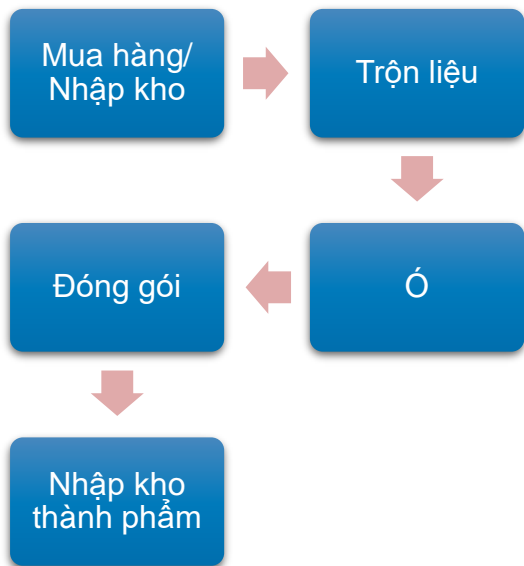 Mua hàng/
Nhập kho
Trộn liệu
Ó
Đóng gói
Nhập kho
thành phẩm